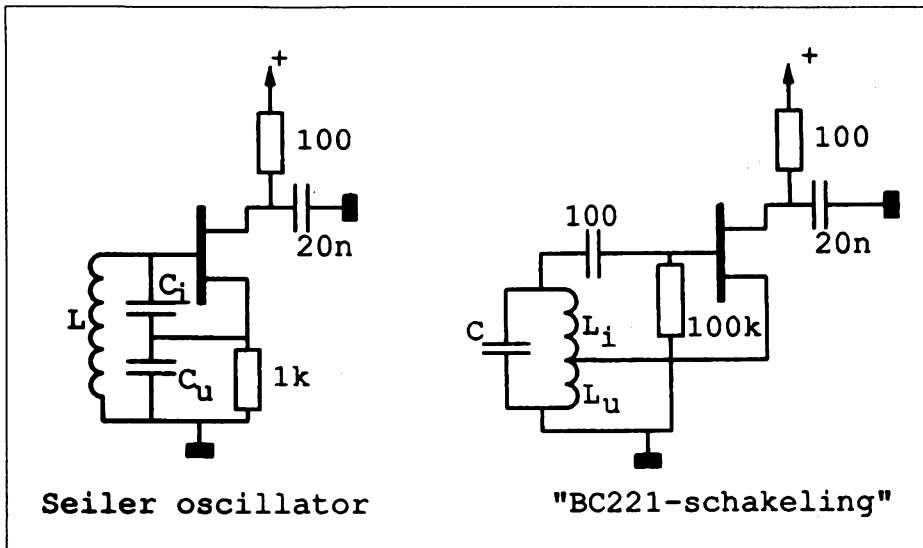 +
100
20n
L
Ci
Cu
1k
Seiler oscillator
+
100
20n
100
100k
C
Li
Lu
"BC221-schakeling"